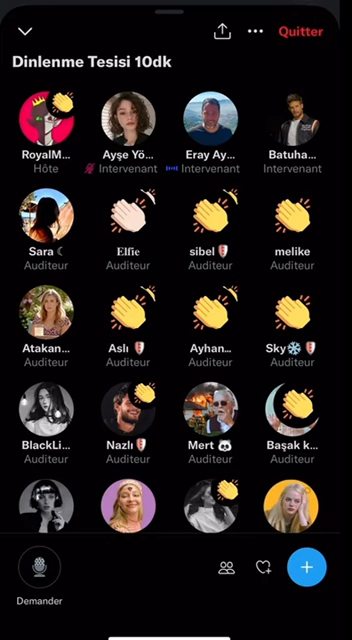 Quitter
Dinlenme Tesisi 10dk
RoyalM... Ayşe Yö... Eray Ay... Batuha...
Hôte Intervenant Intervenant Intervenant
Sara ☾ Elfie sibel melike
Auditeur Auditeur Auditeur Auditeur
Atakan... Aslı Ayhan... Sky❄️
Auditeur Auditeur Auditeur Auditeur
BlackLi... Nazlı Mert 🐼 Başak k...
Auditeur Auditeur Auditeur Auditeur
Demander